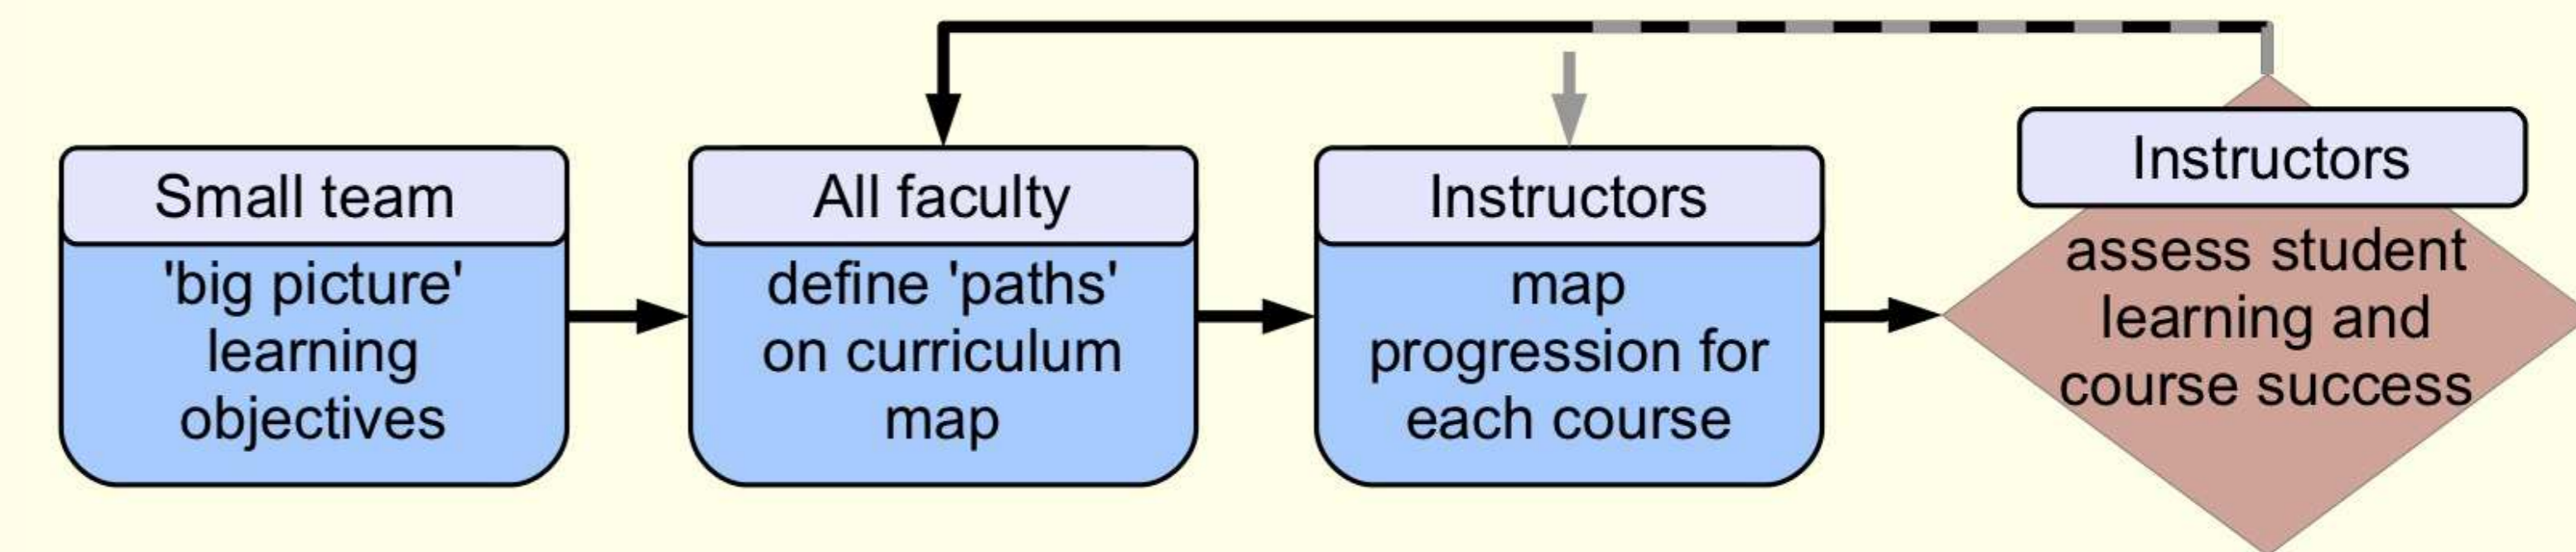 Small team
'big picture'
learning
objectives
All faculty
define 'paths'
on curriculum
map
Instructors
map
progression for
each course
Instructors
assess student
learning and
course success